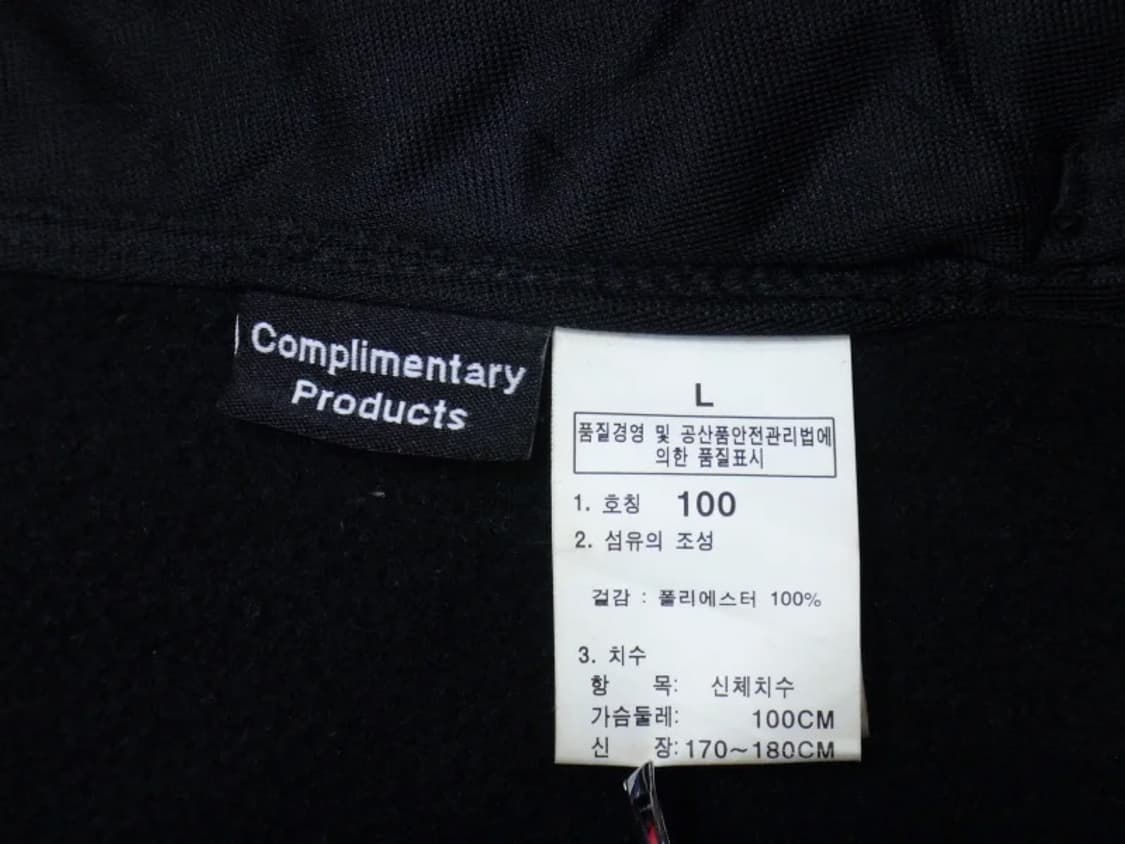 Complimentary
Products
L
품질경영 및 공산품안전관리법에
의한 품질표시
1. 호칭 100
2. 섬유의 조성
겉감 : 폴리에스터 100%
3. 치수
항 목: 신체치수
가슴둘레: 100CM
신 장: 170~180CM